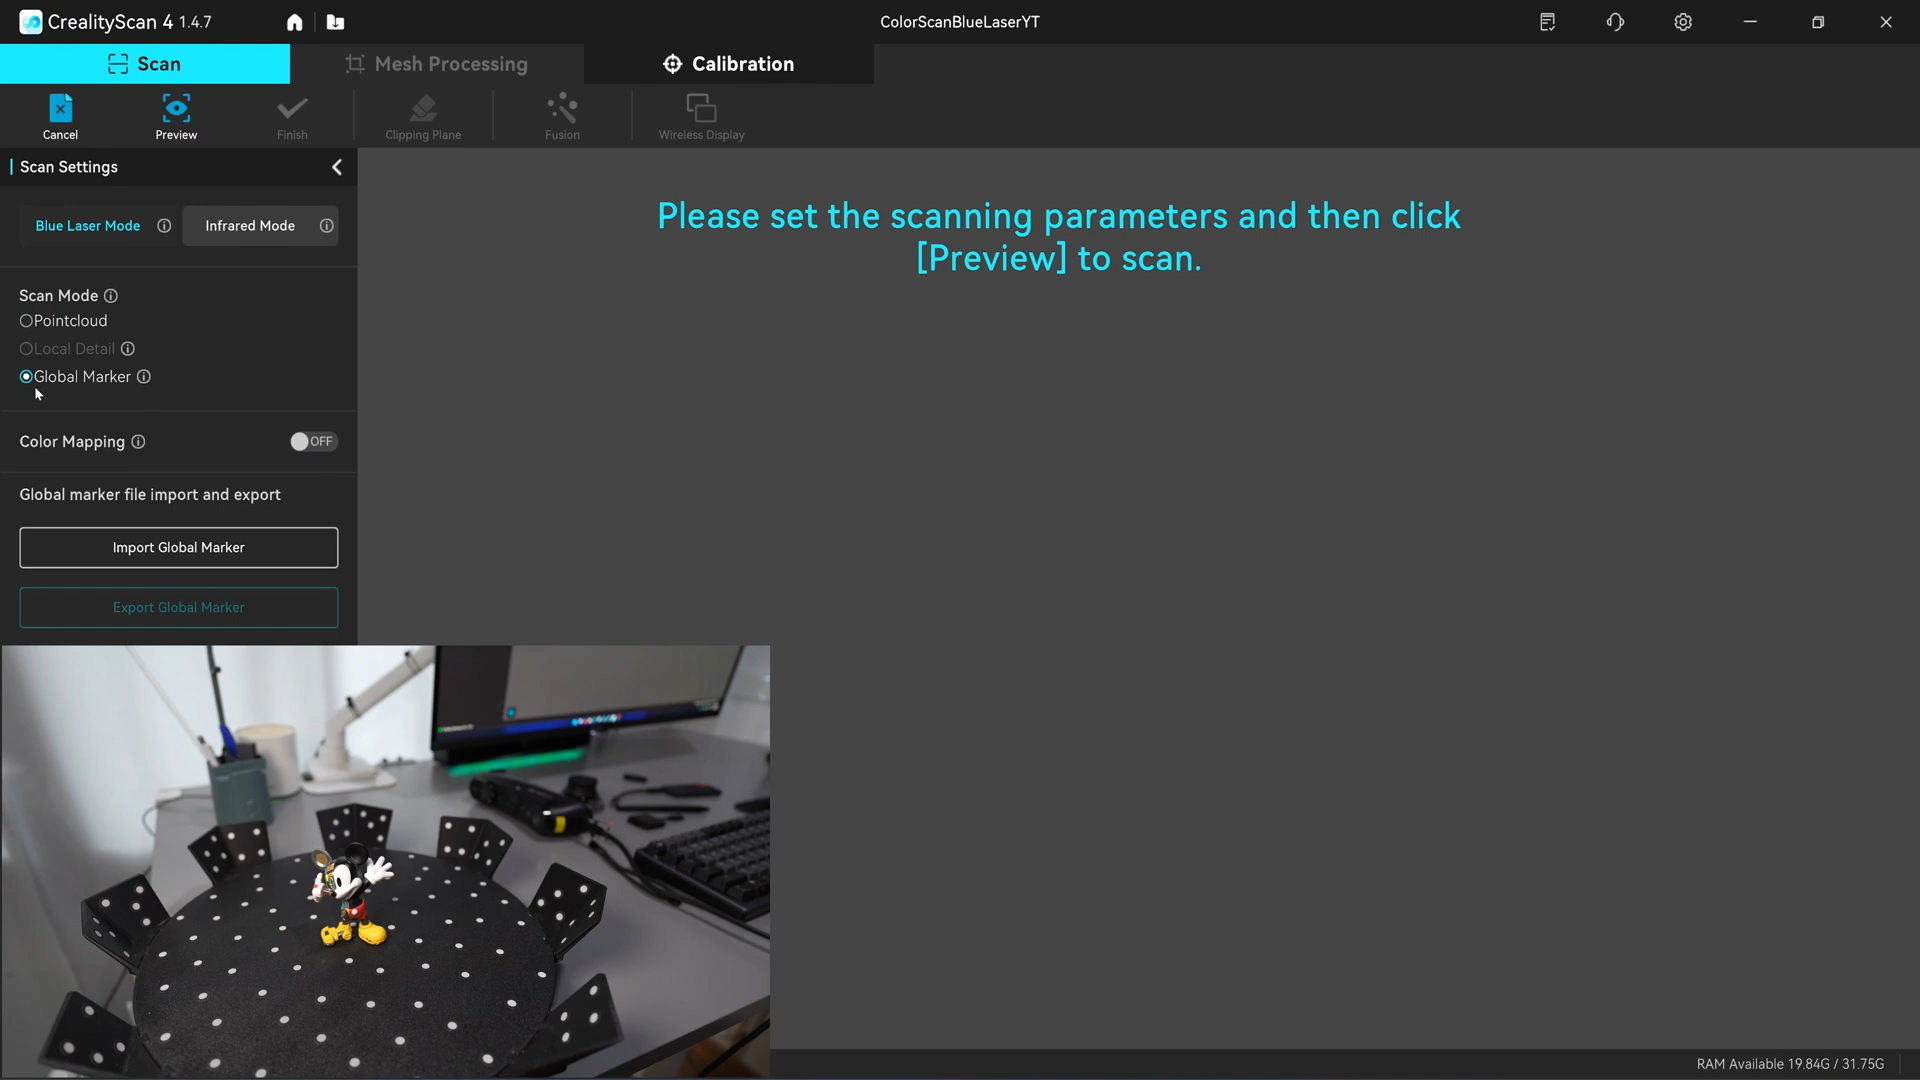 CrealityScan 4 1.4.7
ColorScanBlueLaserYT
Scan
Mesh Processing
Calibration
Cancel
Preview
Finish
Clipping Plane
Fusion
Wireless Display
Scan Settings
Blue Laser Mode
Infrared Mode
Please set the scanning parameters and then click
[Preview] to scan.
Scan Mode
Pointcloud
Local Detail
Global Marker
Color Mapping
OFF
Global marker file import and export
Import Global Marker
Export Global Marker
RAM Available 19.84G / 31.75G